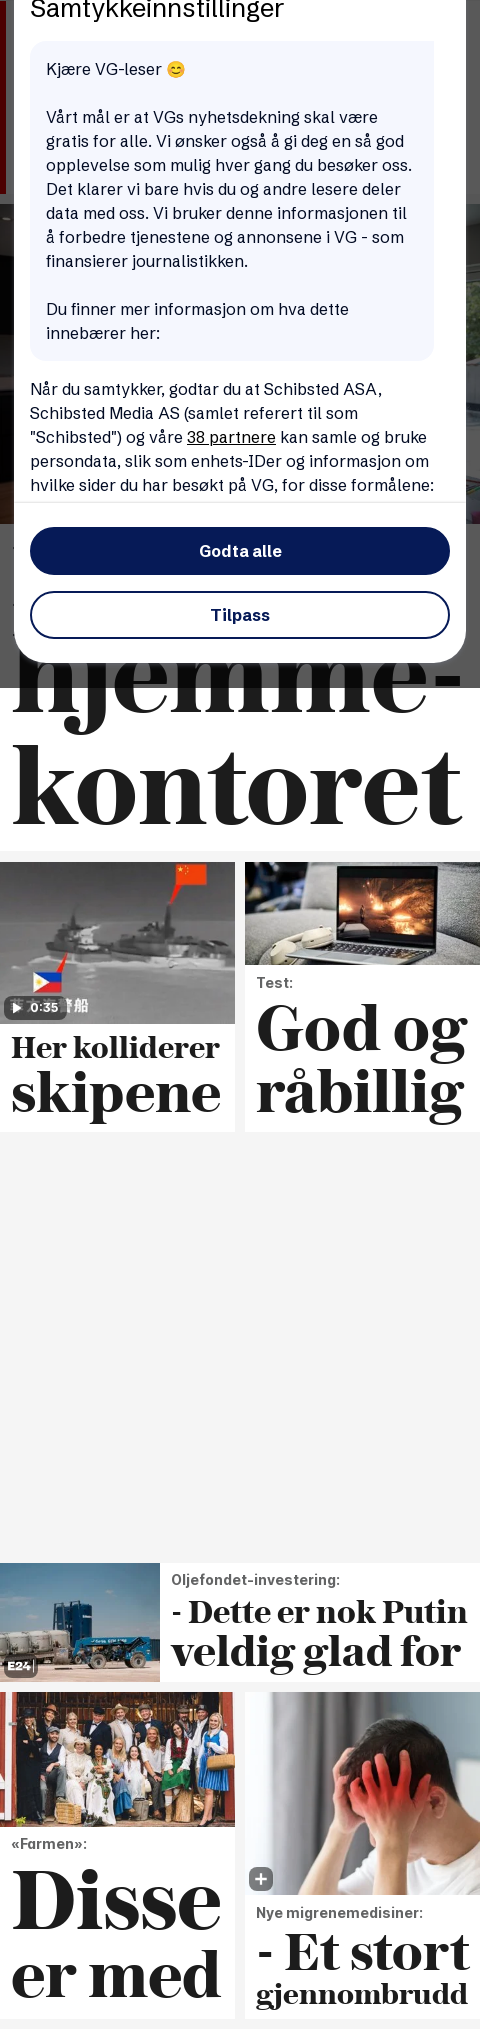 Samtykkeinnstillinger
Kjære VG-leser 😊
Vårt mål er at VGs nyhetsdekning skal være
gratis for alle. Vi ønsker også å gi deg en så god
opplevelse som mulig hver gang du besøker oss.
Det klarer vi bare hvis du og andre lesere deler
data med oss. Vi bruker denne informasjonen til
å forbedre tjenestene og annonsene i VG - som
finansierer journalistikken.
Du finner mer informasjon om hva dette
innebærer her:
Når du samtykker, godtar du at Schibsted ASA,
Schibsted Media AS (samlet referert til som
"Schibsted") og våre 38 partnere kan samle og bruke
persondata, slik som enhets-IDer og informasjon om
hvilke sider du har besøkt på VG, for disse formålene:
Godta alle
Tilpass
hjemme-
kontoret
0:35
Her kolliderer
skipene
Test:
God og
råbillig
E24
Oljefondet-investering:
- Dette er nok Putin
veldig glad for
«Farmen»:
Disse
er med
Nye migrenemedisiner:
- Et stort
gjennombrudd